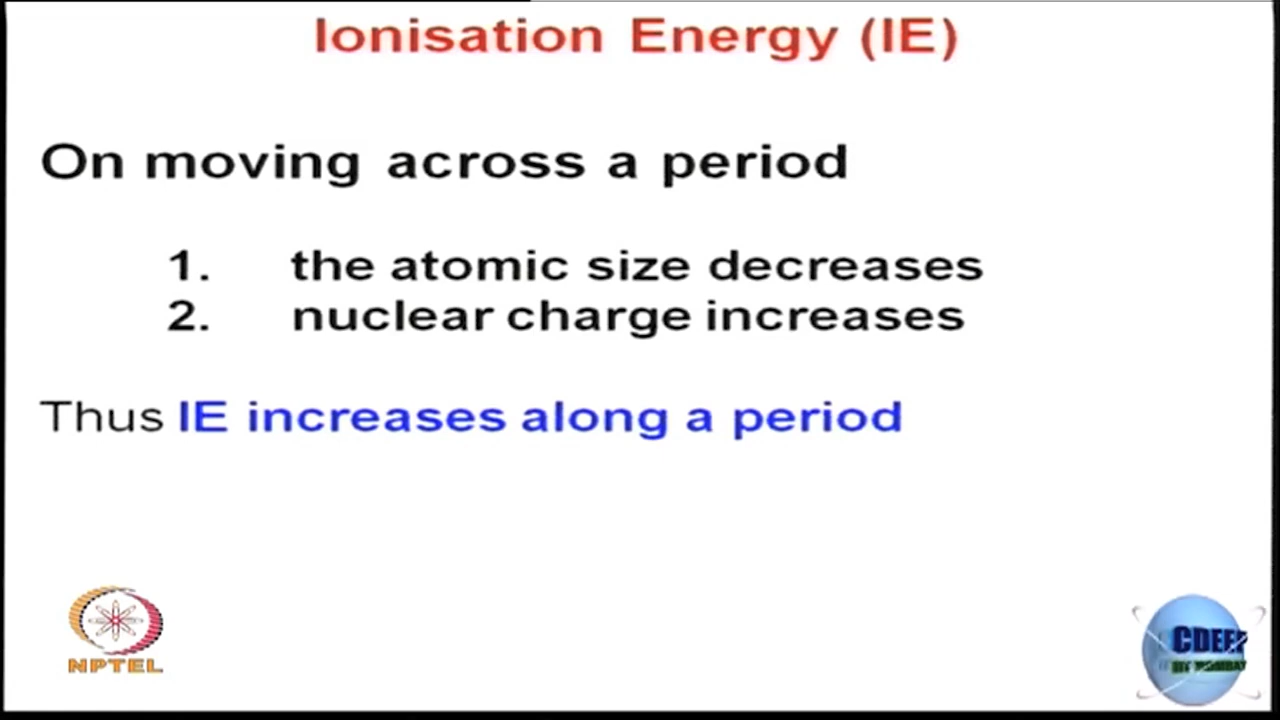 Ionisation Energy (IE)
On moving across a period
1. the atomic size decreases
2. nuclear charge increases
Thus IE increases along a period
NPTEL
CDEEP
IIT BOMBAY